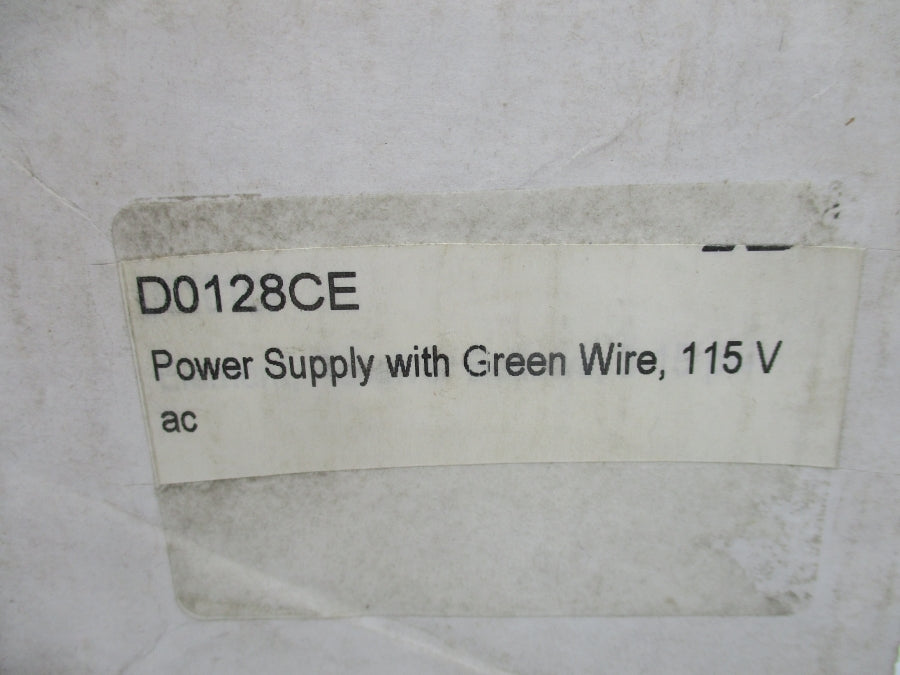 D0128CE
Power Supply with Green Wire, 115 V
ac